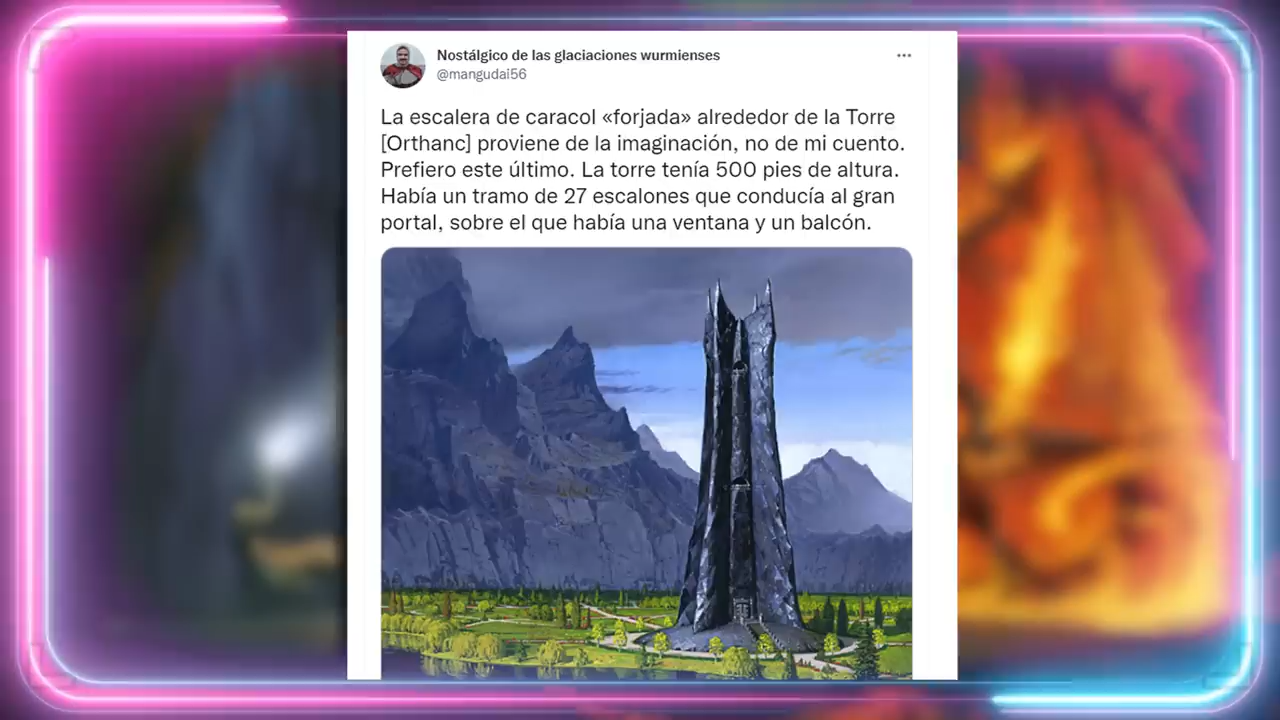 Nostálgico de las glaciaciones wurmienses
@mangudai56
La escalera de caracol «forjada» alrededor de la Torre
[Orthanc] proviene de la imaginación, no de mi cuento.
Prefiero este último. La torre tenía 500 pies de altura.
Había un tramo de 27 escalones que conducía al gran
portal, sobre el que había una ventana y un balcón.